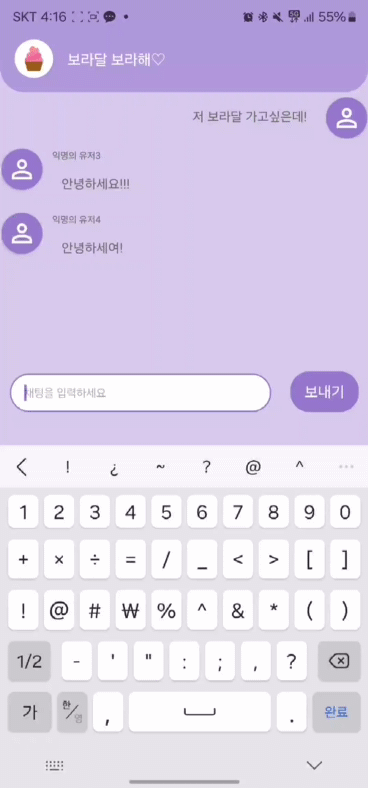 SKT 4:16
55%
보라달 보라해♡
저 보라달 가고싶은데!
익명의 유저3
안녕하세요!!!
익명의 유저4
안녕하세여!
채팅을 입력하세요
보내기
! ¿ ~ ? @ ^ ...
1 2 3 4 5 6 7 8 9 0
+ × ÷ = / _ < > [ ]
! @ # ₩ % ^ & * ( )
1/2 - ' " : ; , ?
가 한/영 , . 완료